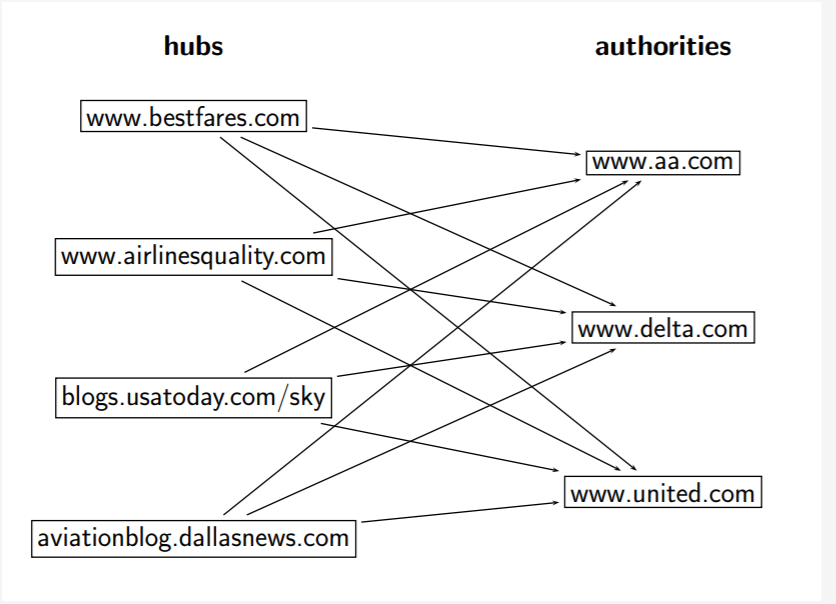 hubs
authorities
www.bestfares.com
www.aa.com
www.airlinesquality.com
www.delta.com
blogs.usatoday.com/sky
www.united.com
aviationblog.dallasnews.com